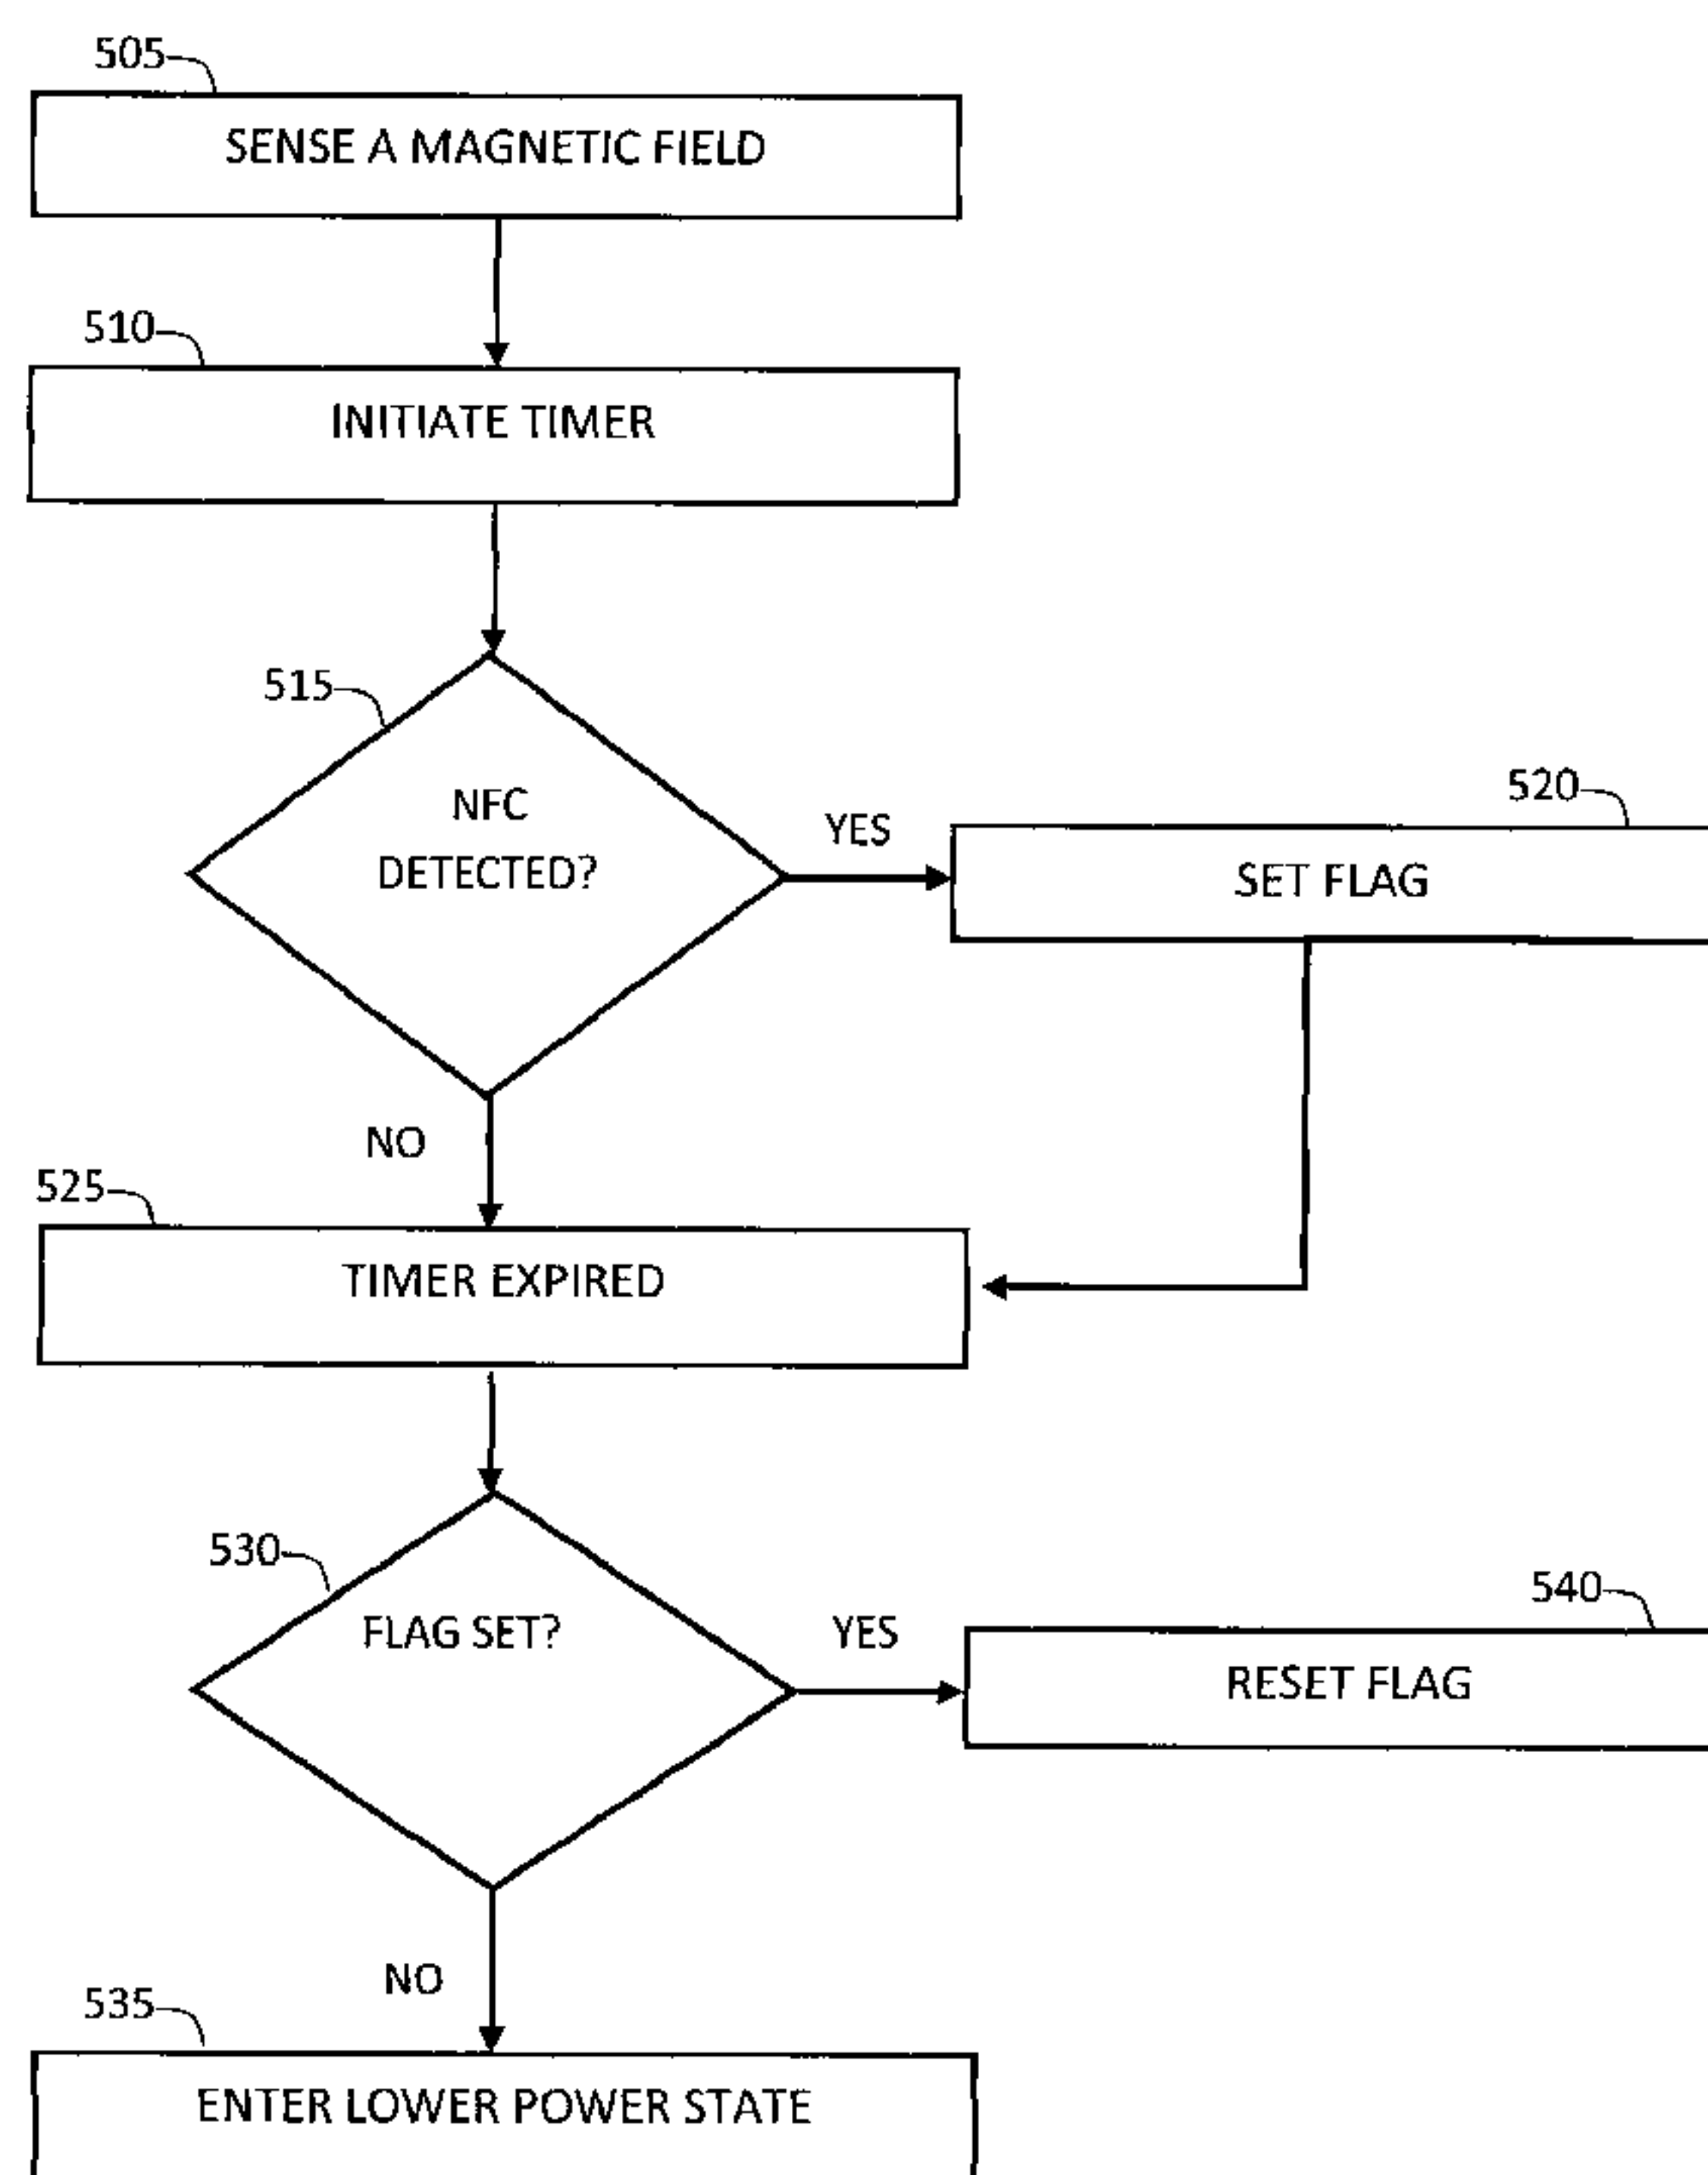 505
SENSE A MAGNETIC FIELD
510
INITIATE TIMER
515
NFC
DETECTED?
YES
520
SET FLAG
NO
525
TIMER EXPIRED
530
FLAG SET?
YES
540
RESET FLAG
NO
535
ENTER LOWER POWER STATE